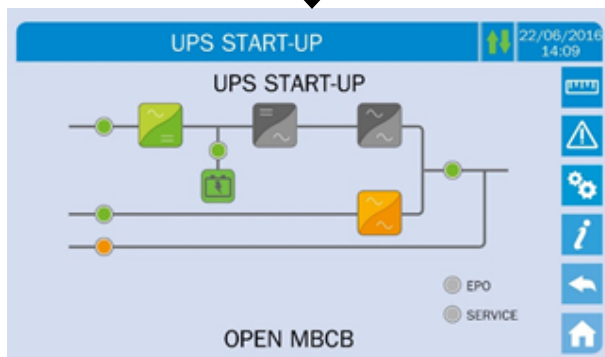 UPS START-UP
22/06/2016
14:09
UPS START-UP
EPO
SERVICE
OPEN MBCB